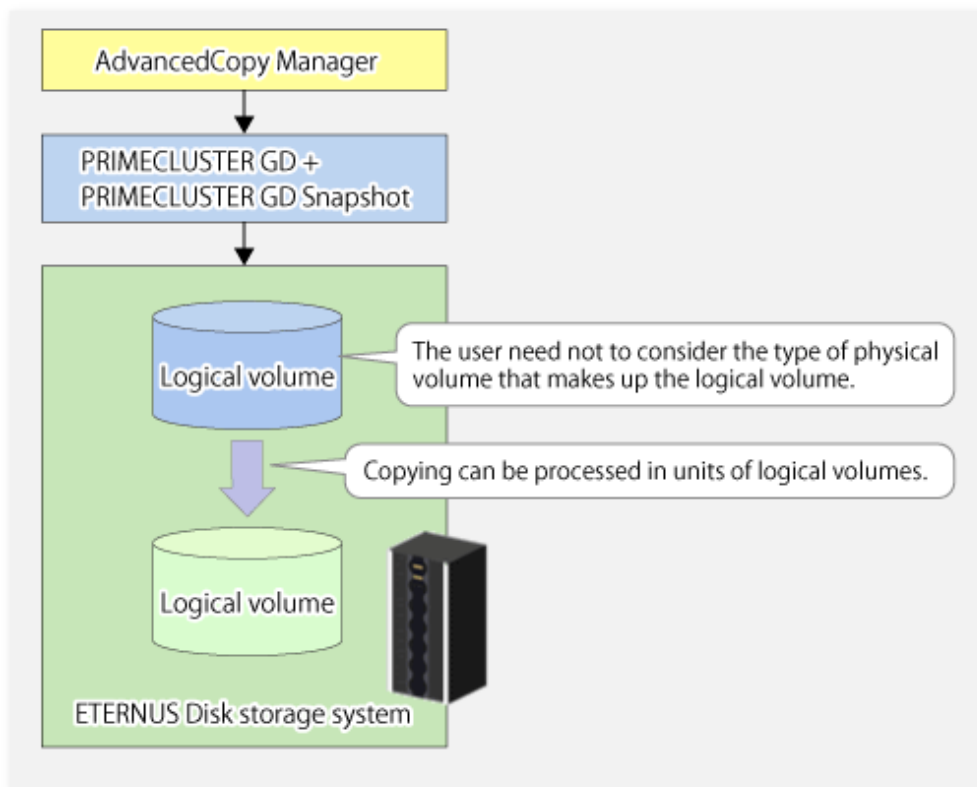 AdvancedCopy Manager
PRIMECLUSTER GD +
PRIMECLUSTER GD Snapshot
Logical volume
The user need not to consider the type of physical
volume that makes up the logical volume.
Copying can be processed in units of logical volumes.
Logical volume
ETERNUS Disk storage system